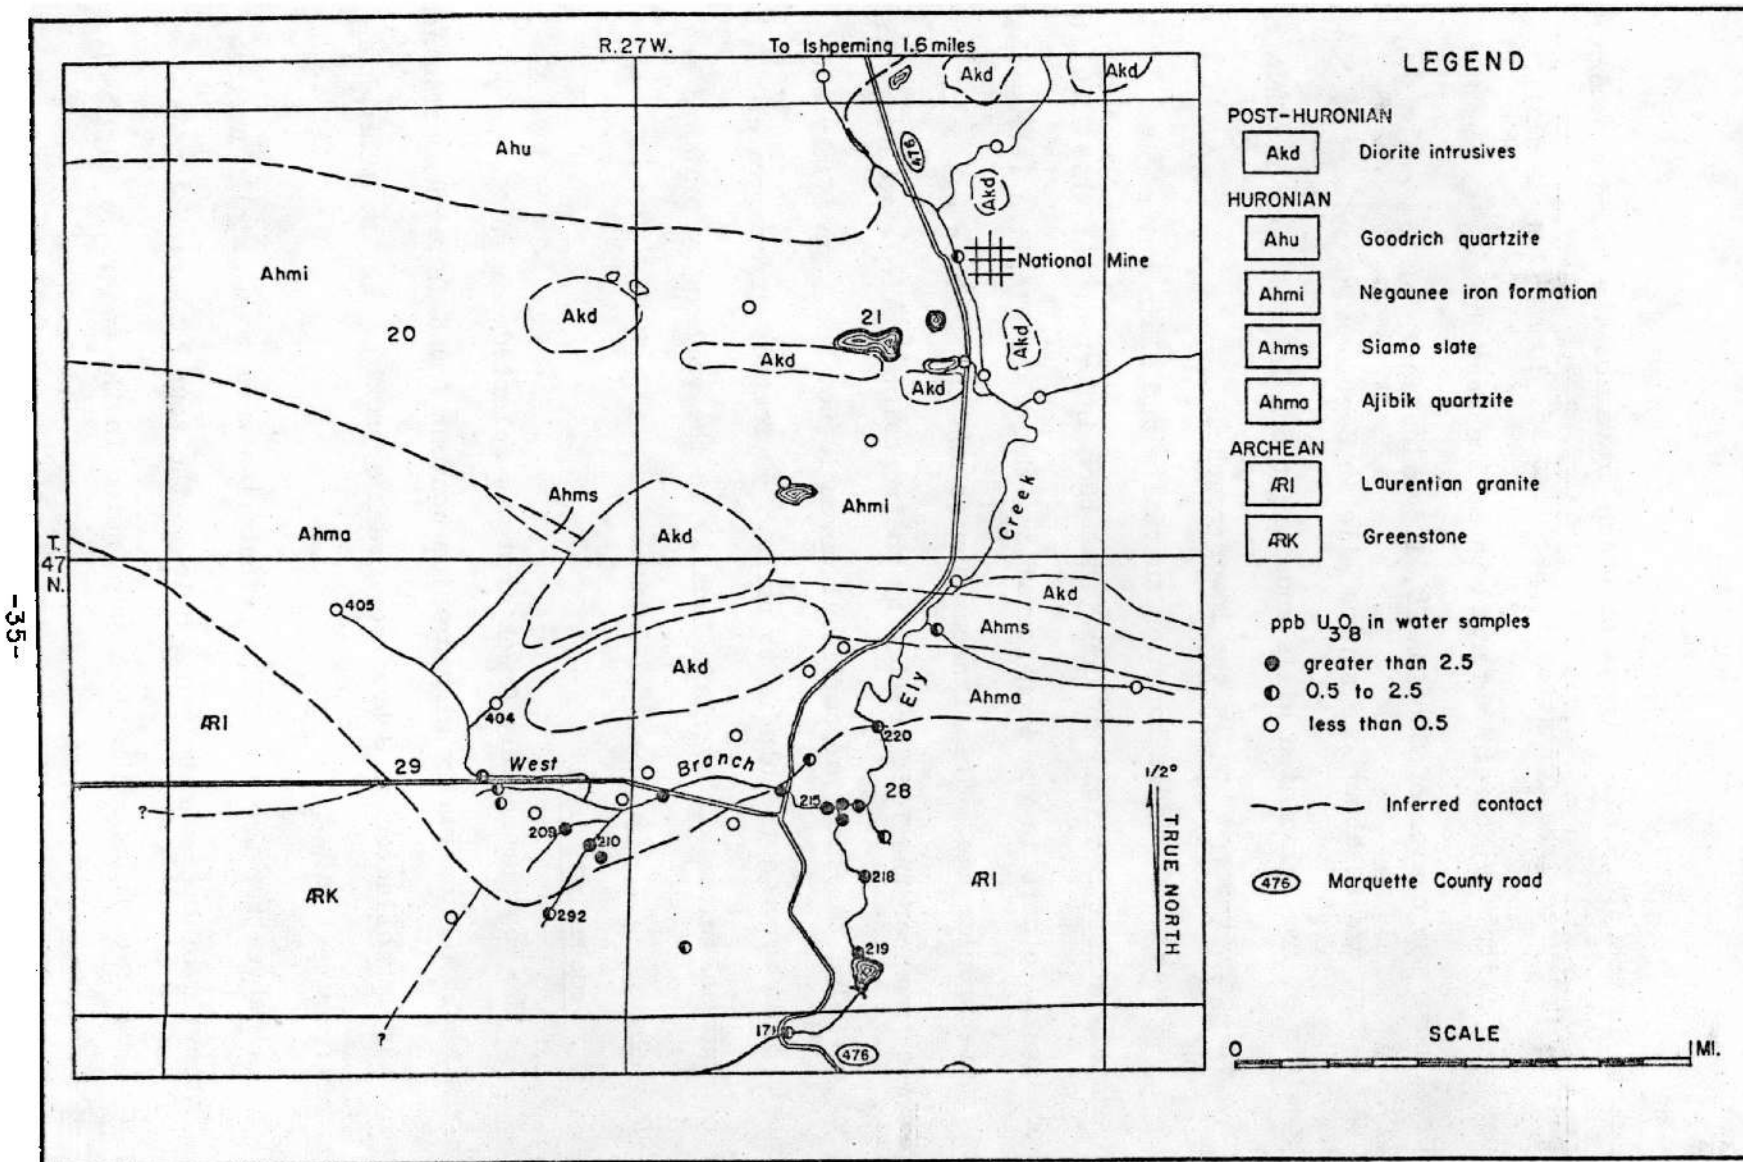 R.27W.
To Ishpeming 1.6 miles
Akd
Akd
476
Ahu
Akd
National Mine
Ahmi
Akd
20
21
Akd
Akd
Akd
Ahms
Ahmi
Creek
Ahma
Akd
T.
47
N.
405
Akd
Ahms
Akd
Ely
Ahma
404
ARI
220
29
West
Branch
?
215
28
209
210
218
ARI
ARK
292
219
?
171
476
1/2°
TRUE NORTH
-35-
LEGEND
POST-HURONIAN
Akd Diorite intrusives
HURONIAN
Ahu Goodrich quartzite
Ahmi Negaunee iron formation
Ahms Siamo slate
Ahma Ajibik quartzite
ARCHEAN
ARI Laurentian granite
ARK Greenstone
ppb U3O8 in water samples
greater than 2.5
0.5 to 2.5
less than 0.5
Inferred contact
476 Marquette County road
SCALE
0 1 MI.